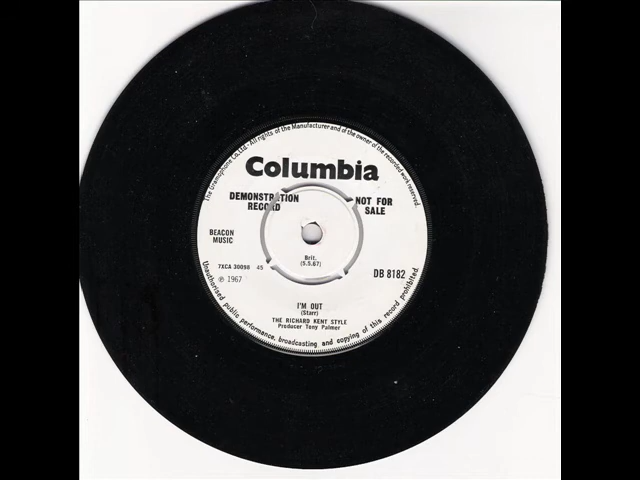 The Gramophone Co. Ltd. All rights of the Manufacturer and of the owner of the recorded work reserved.
Columbia
DEMONSTRATION RECORD
NOT FOR SALE
BEACON MUSIC
Brit.
(5.5.67)
7XCA 30098 45
DB 8182
℗ 1967
I'M OUT
(Starr)
THE RICHARD KENT STYLE
Producer Tony Palmer
Unauthorised public performance, broadcasting and copying of this record prohibited.